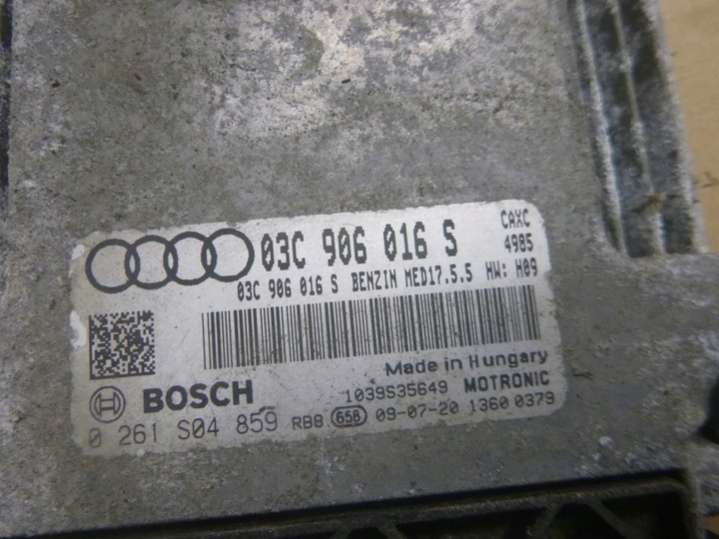 03C 906 016 S CAXC
4985
03C 906 016 S BENZIN MED17.5.5 HW: H09
Made in Hungary
BOSCH 1039S35649 MOTRONIC
0 261 S04 859 RB8 658 09-07-20 1360 0379